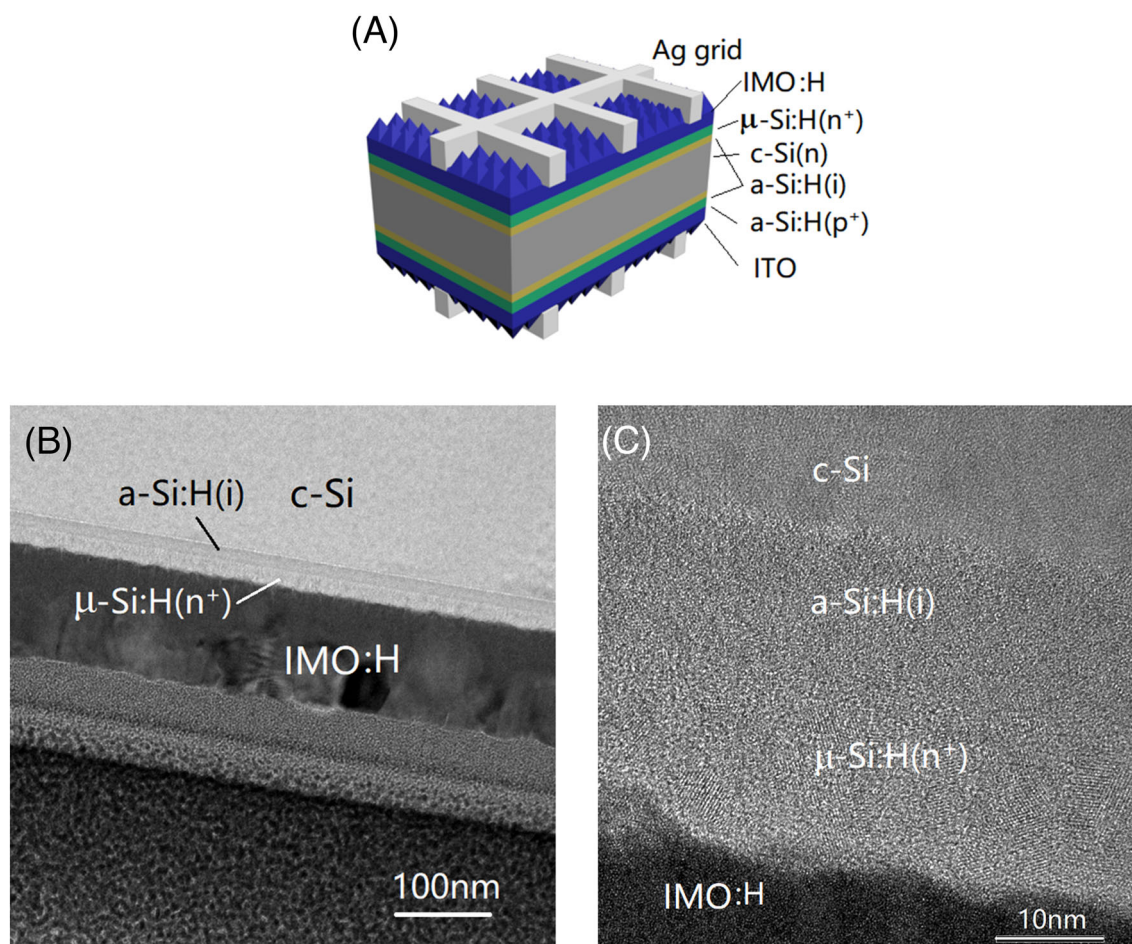 (A)
Ag grid
IMO:H
μ-Si:H(n⁺)
c-Si(n)
a-Si:H(i)
a-Si:H(p⁺)
ITO
(B)
a-Si:H(i)
c-Si
μ-Si:H(n⁺)
IMO:H
100nm
(C)
c-Si
a-Si:H(i)
μ-Si:H(n⁺)
IMO:H
10nm